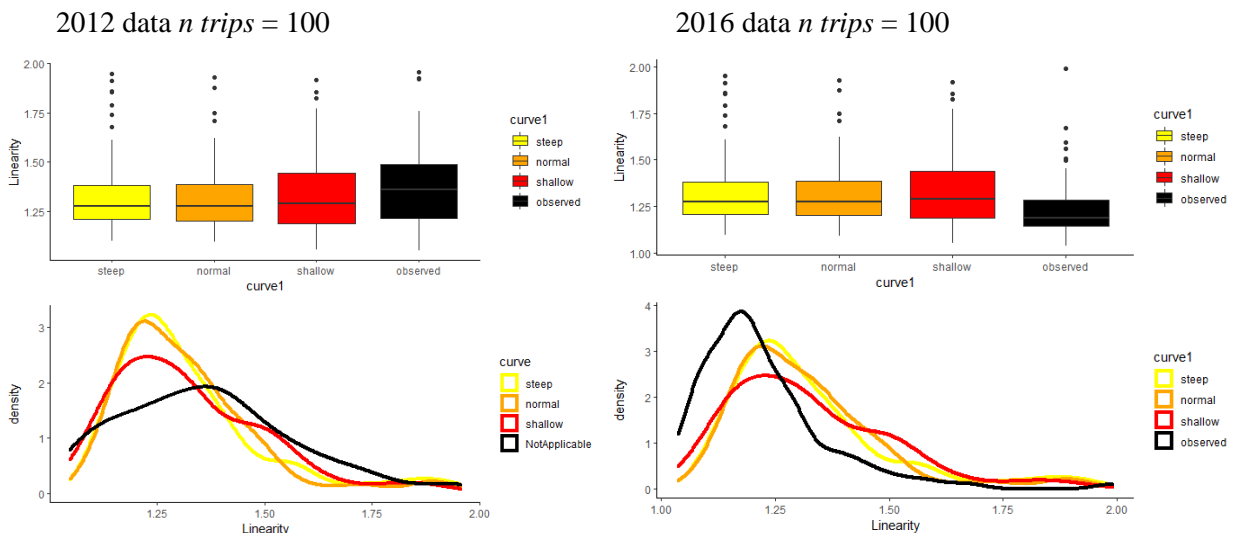 2012 data n trips = 100
2.00
1.75
1.50
1.25
Linearity
steep
normal
shallow
observed
curve1
curve1
steep
normal
shallow
observed
3
2
1
0
density
1.25
1.50
1.75
2.00
Linearity
curve
steep
normal
shallow
NotApplicable
2016 data n trips = 100
2.00
1.75
1.50
1.25
1.00
Linearity
steep
normal
shallow
observed
curve1
curve1
steep
normal
shallow
observed
4
3
2
1
0
density
1.00
1.25
1.50
1.75
2.00
Linearity
curve1
steep
normal
shallow
observed